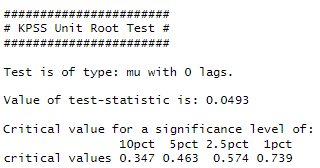 #######################
# KPSS Unit Root Test #
#######################
Test is of type: mu with 0 lags.
Value of test-statistic is: 0.0493
Critical value for a significance level of:
10pct 5pct 2.5pct 1pct
critical values 0.347 0.463 0.574 0.739